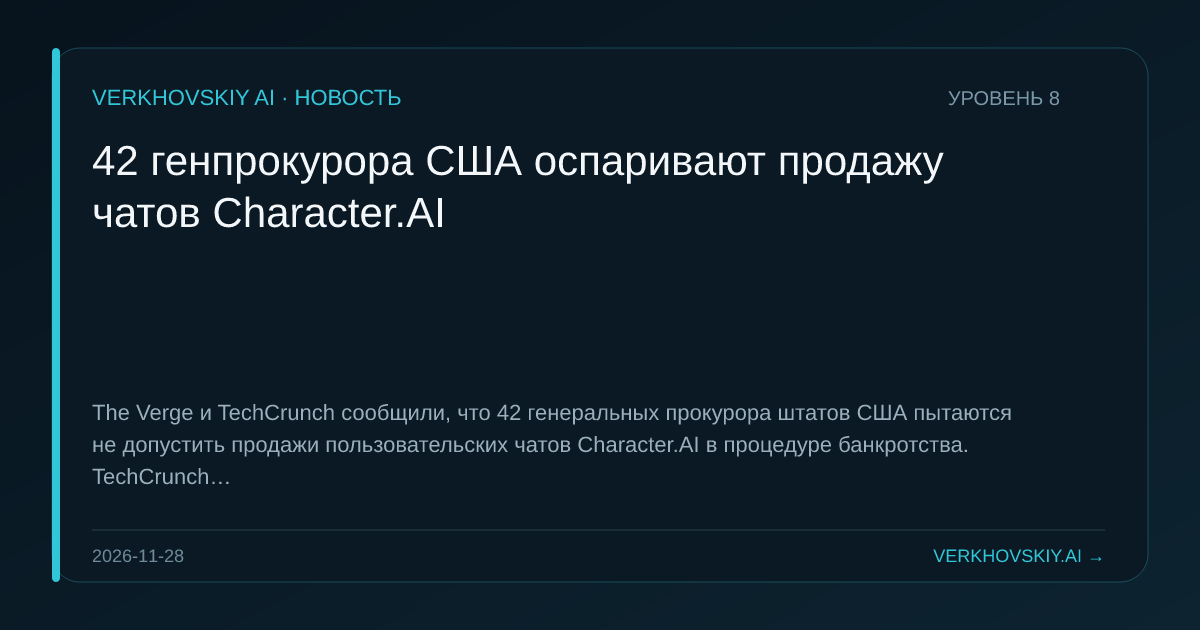 VERKHOVSKIY AI · НОВОСТЬ
УРОВЕНЬ 8
42 генпрокурора США оспаривают продажу
чатов Character.AI
The Verge и TechCrunch сообщили, что 42 генеральных прокурора штатов США пытаются
не допустить продажи пользовательских чатов Character.AI в процедуре банкротства.
TechCrunch…
2026-11-28
VERKHOVSKIY.AI →